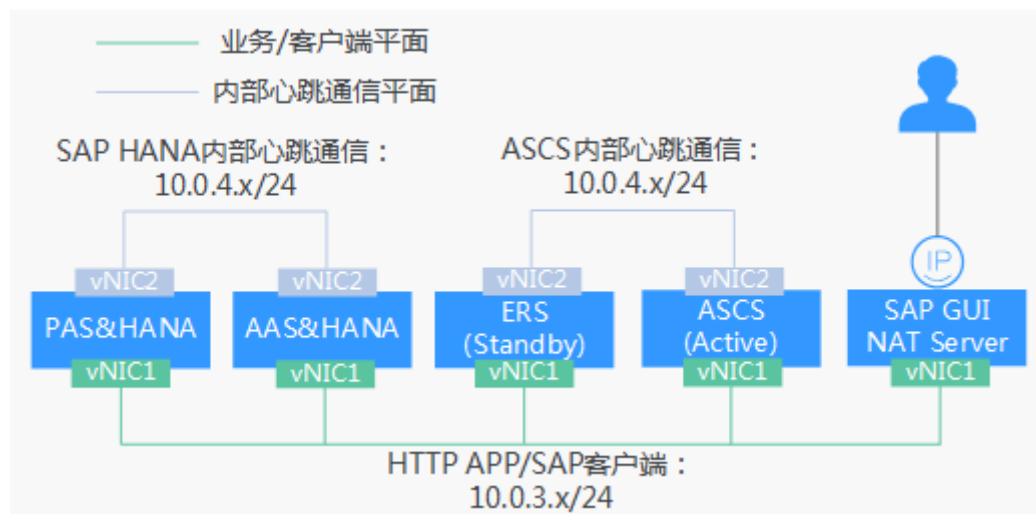 业务/客户端平面
内部心跳通信平面
SAP HANA内部心跳通信：
10.0.4.x/24
ASCS内部心跳通信：
10.0.4.x/24
IP
vNIC2
vNIC2
vNIC2
vNIC2
PAS&HANA
AAS&HANA
ERS
(Standby)
ASCS
(Active)
SAP GUI
NAT Server
vNIC1
vNIC1
vNIC1
vNIC1
vNIC1
HTTP APP/SAP客户端：
10.0.3.x/24